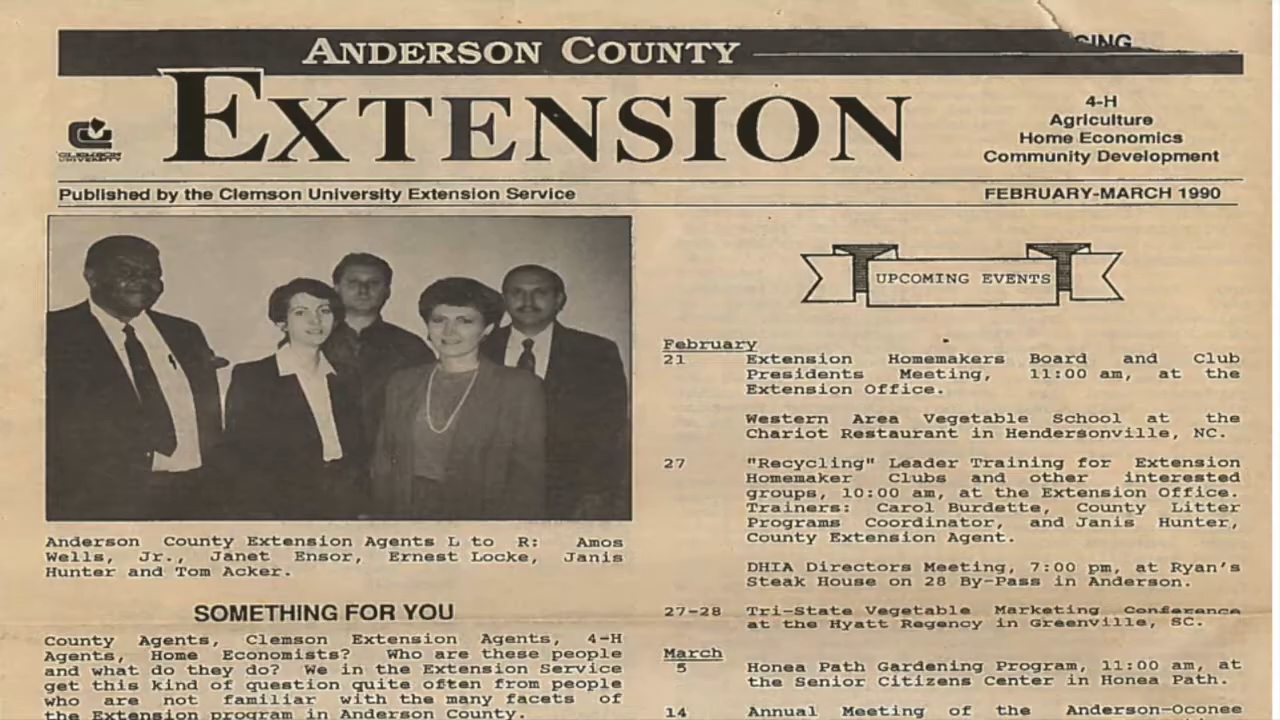 ANDERSON COUNTY
EXTENSION
CLEMSON
UNIVERSITY
4-H
Agriculture
Home Economics
Community Development
Published by the Clemson University Extension Service
FEBRUARY-MARCH 1990
Anderson County Extension Agents L to R: Amos
Wells, Jr., Janet Ensor, Ernest Locke, Janis
Hunter and Tom Acker.
SOMETHING FOR YOU
County Agents, Clemson Extension Agents, 4-H
Agents, Home Economists? Who are these people
and what do they do? We in the Extension Service
get this kind of question quite often from people
who are not familiar with the many facets of
the Extension program in Anderson County.
UPCOMING EVENTS
February
21 Extension Homemakers Board and Club
Presidents Meeting, 11:00 am, at the
Extension Office.
Western Area Vegetable School at the
Chariot Restaurant in Hendersonville, NC.
27 "Recycling" Leader Training for Extension
Homemaker Clubs and other interested
groups, 10:00 am, at the Extension Office.
Trainers: Carol Burdette, County Litter
Programs Coordinator, and Janis Hunter,
County Extension Agent.
DHIA Directors Meeting, 7:00 pm, at Ryan's
Steak House on 28 By-Pass in Anderson.
27-28 Tri-State Vegetable Marketing Conference
at the Hyatt Regency in Greenville, SC.
March
5 Honea Path Gardening Program, 11:00 am, at
the Senior Citizens Center in Honea Path.
14 Annual Meeting of the Anderson-Oconee